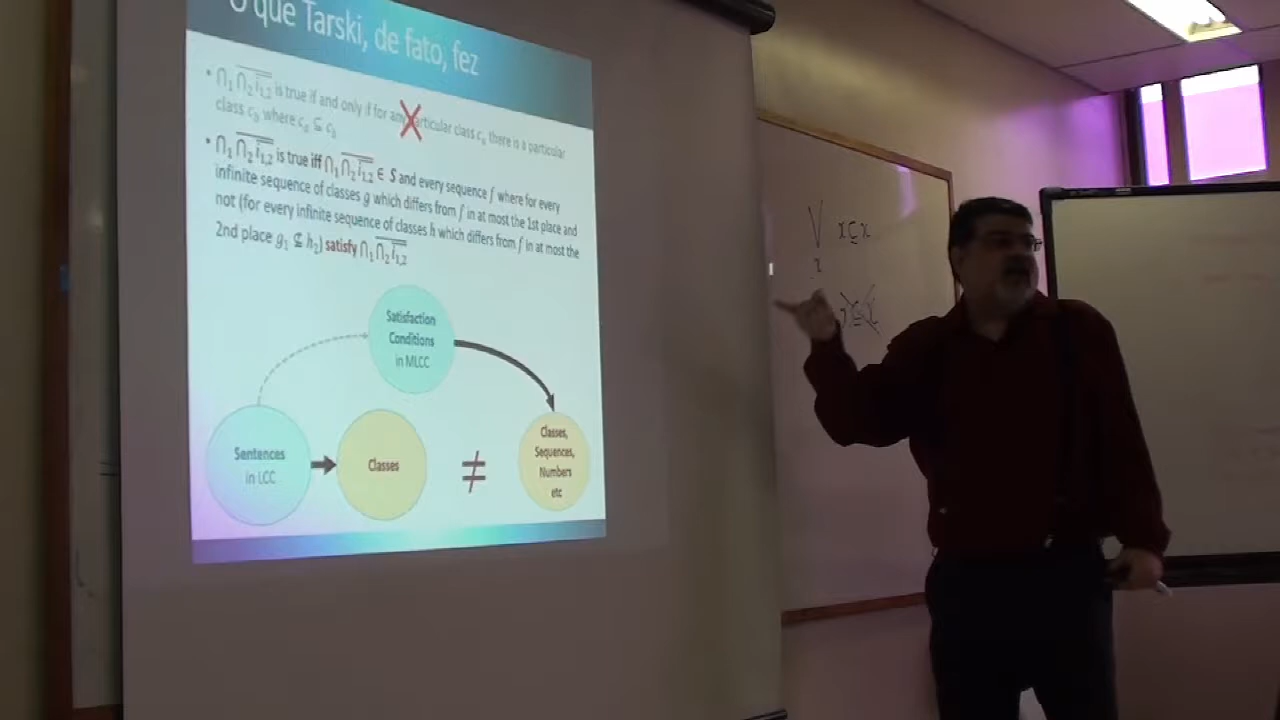 O que Tarski, de fato, fez
• ⋂₁ ⋂₂ ι₁,₂ is true if and only if for any particular class cₐ there is a particular
class c_b where cₐ ⊆ c_b
• ⋂₁ ⋂₂ ι₁,₂ is true iff ⋂₁ ⋂₂ ι₁,₂ ∈ S and every sequence f where for every
infinite sequence of classes g which differs from f in at most the 1st place and
not (for every infinite sequence of classes h which differs from f in at most the
2nd place g₁ ⊈ h₂) satisfy ⋂₁ ⋂₂ ι₁,₂
Satisfaction
Conditions
in MLCC
Sentences
in LCC
Classes
≠
Classes,
Sequences,
Numbers
etc
x ⊆ x
x